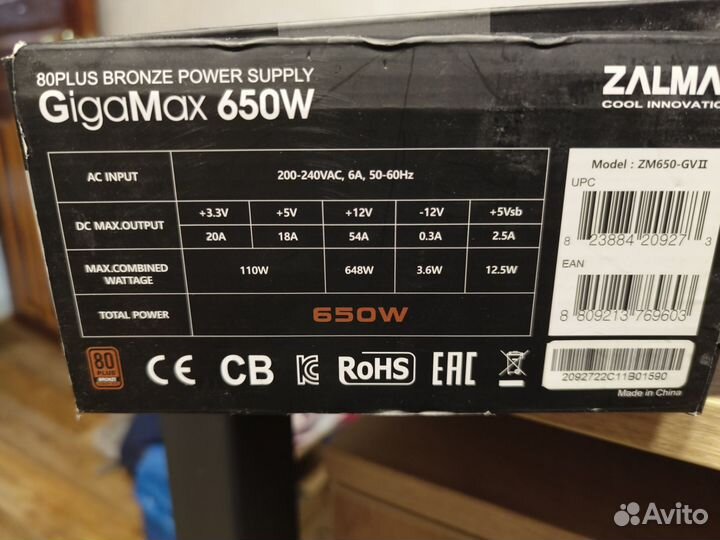 80PLUS BRONZE POWER SUPPLY
GigaMax 650W
ZALMA
COOL INNOVATIO
AC INPUT 200-240VAC, 6A, 50-60Hz
DC MAX.OUTPUT +3.3V +5V +12V -12V +5Vsb
20A 18A 54A 0.3A 2.5A
MAX.COMBINED WATTAGE 110W 648W 3.6W 12.5W
TOTAL POWER 650W
Model : ZM650-GVII
UPC
8 23884 20927 3
EAN
8 809213 769603
2092722C11B01590
Made in China
80
PLUS
BRONZE
CE CB RoHS EAC
Avito